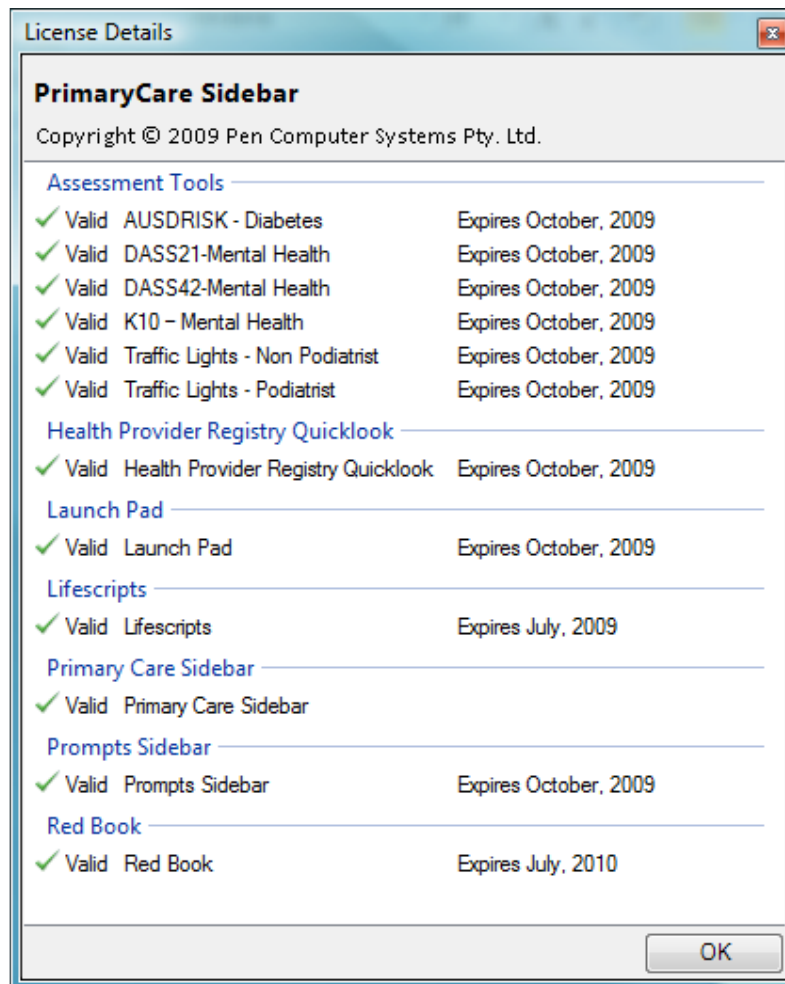 License Details
PrimaryCare Sidebar
Copyright © 2009 Pen Computer Systems Pty. Ltd.
Assessment Tools
Valid AUSDRISK - Diabetes Expires October, 2009
Valid DASS21-Mental Health Expires October, 2009
Valid DASS42-Mental Health Expires October, 2009
Valid K10 – Mental Health Expires October, 2009
Valid Traffic Lights - Non Podiatrist Expires October, 2009
Valid Traffic Lights - Podiatrist Expires October, 2009
Health Provider Registry Quicklook
Valid Health Provider Registry Quicklook Expires October, 2009
Launch Pad
Valid Launch Pad Expires October, 2009
Lifescripts
Valid Lifescripts Expires July, 2009
Primary Care Sidebar
Valid Primary Care Sidebar
Prompts Sidebar
Valid Prompts Sidebar Expires October, 2009
Red Book
Valid Red Book Expires July, 2010
OK